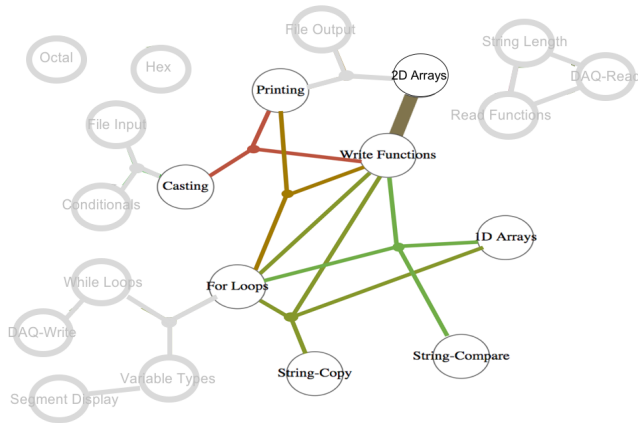 File Output
String Length
Octal
Hex
2D Arrays
DAQ-Read
Printing
Read Functions
File Input
Write Functions
Casting
Conditionals
1D Arrays
While Loops
For Loops
DAQ-Write
String-Compare
String-Copy
Variable Types
Segment Display